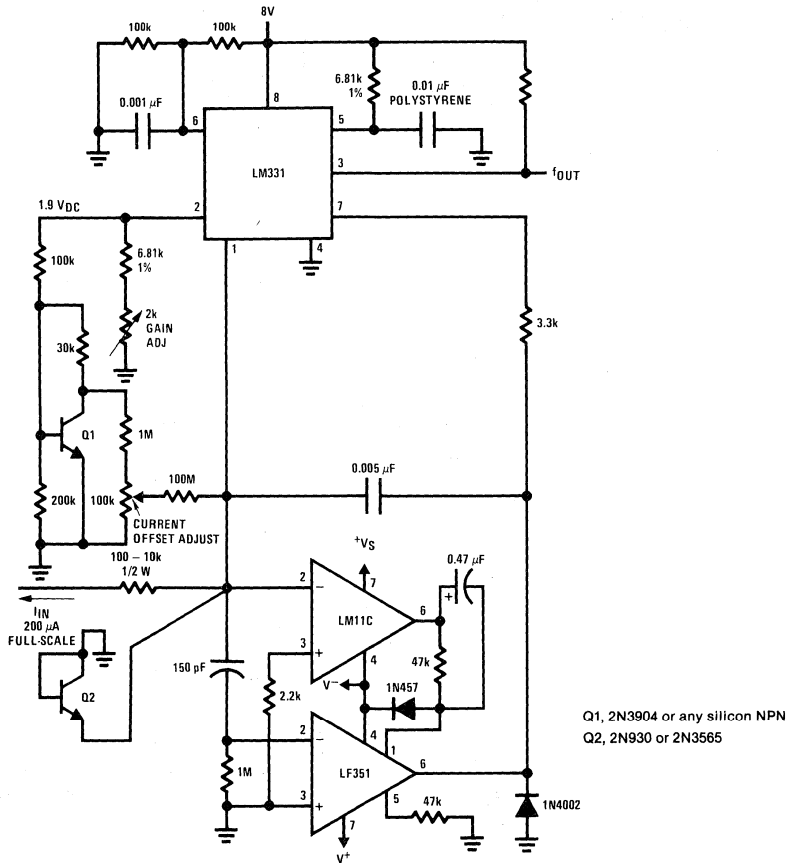 8V
100k
100k
6.81k
1%
0.01 µF
POLYSTYRENE
0.001 µF
6
8
5
LM331
3
fOUT
1.9 VDC
2
7
1
4
100k
6.81k
1%
2k
GAIN
ADJ
3.3k
30k
Q1
1M
200k
100k
100M
0.005 µF
CURRENT
OFFSET ADJUST
100 – 10k
1/2 W
+VS
0.47 µF
2
–
7
IIN
200 µA
FULL-SCALE
LM11C
6
+
3
+
4
47k
150 pF
V–
1N457
Q2
2.2k
4
1
Q1, 2N3904 or any silicon NPN
Q2, 2N930 or 2N3565
2
–
1M
LF351
6
3
+
5
47k
1N4002
7
V+